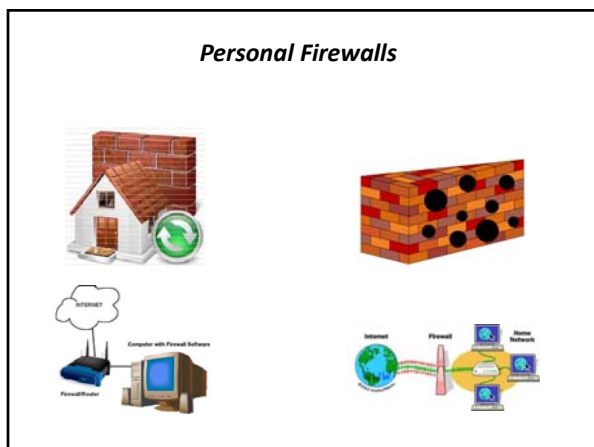 Personal Firewalls
INTERNET
Computer with Firewall Software
Firewall/Router
Internet
Firewall
Home
Network